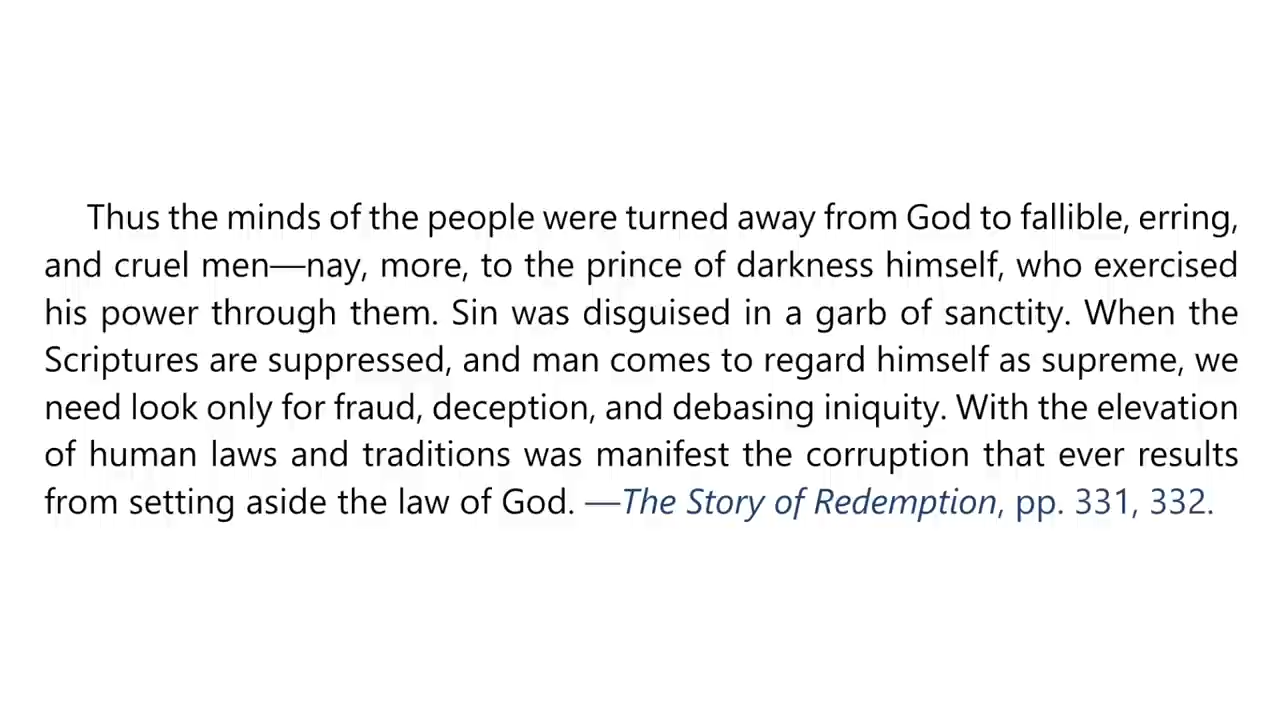 Thus the minds of the people were turned away from God to fallible, erring,
and cruel men—nay, more, to the prince of darkness himself, who exercised
his power through them. Sin was disguised in a garb of sanctity. When the
Scriptures are suppressed, and man comes to regard himself as supreme, we
need look only for fraud, deception, and debasing iniquity. With the elevation
of human laws and traditions was manifest the corruption that ever results
from setting aside the law of God. —The Story of Redemption, pp. 331, 332.